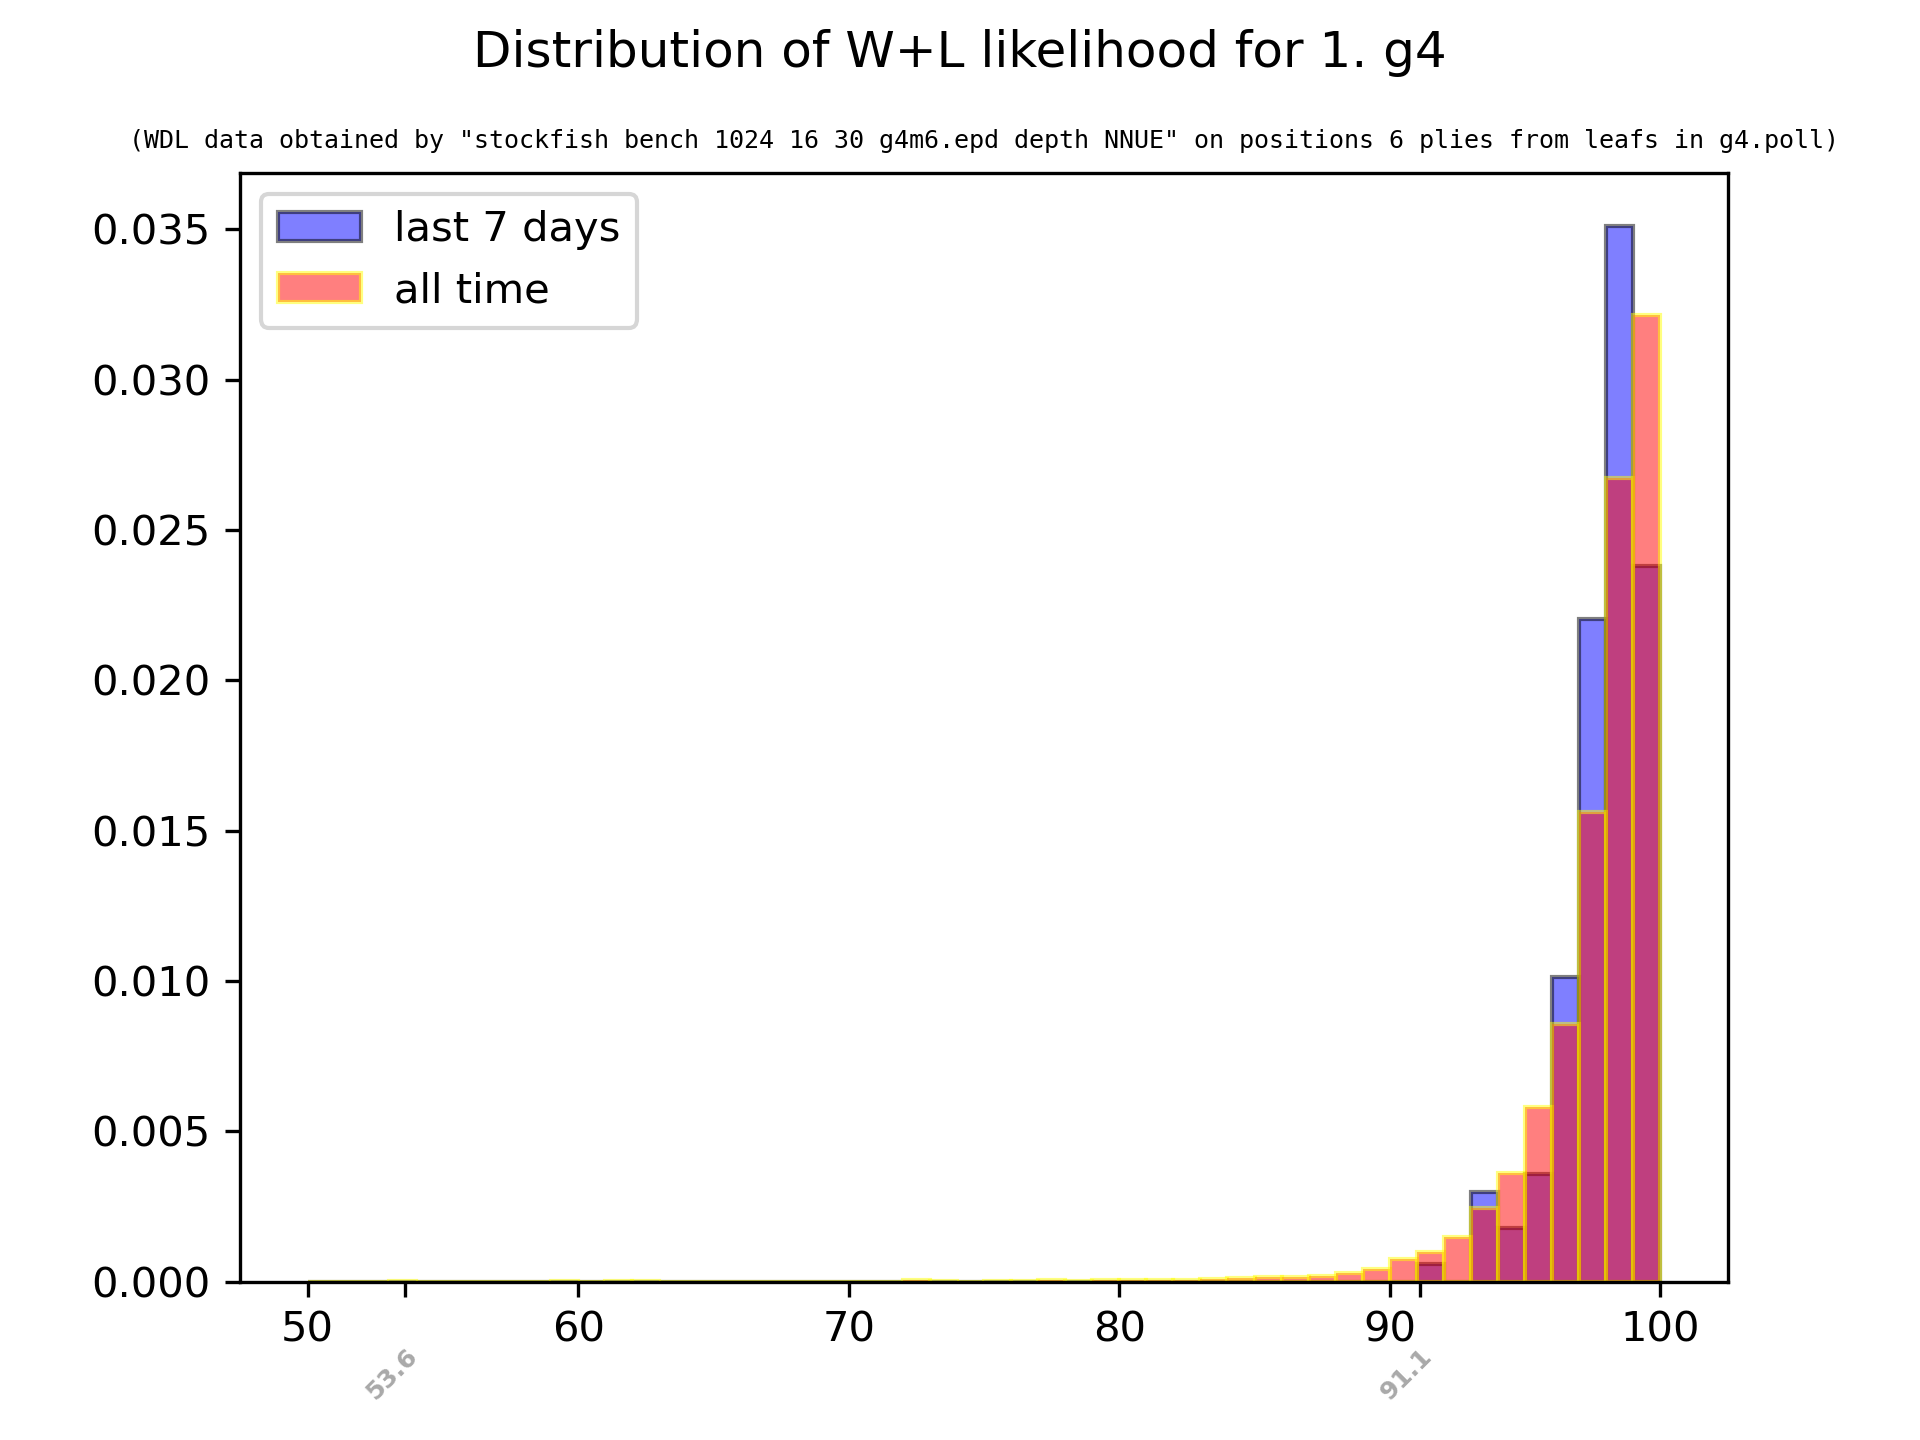 Distribution of W+L likelihood for 1. g4
(WDL data obtained by "stockfish bench 1024 16 30 g4m6.epd depth NNUE" on positions 6 plies from leafs in g4.poll)
last 7 days
all time
0.035
0.030
0.025
0.020
0.015
0.010
0.005
0.000
50 60 70 80 90 100
53.6 91.1